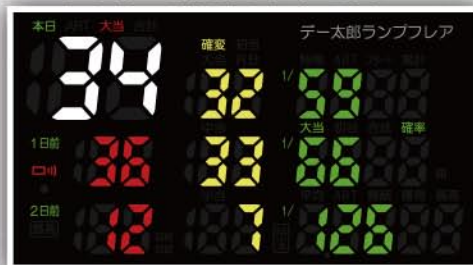 本日 大当
デー太郎ランプフレア
確変
34 32 1/59
大当 確率
1日前
36 33 1/66
2日前
12 7 1/126